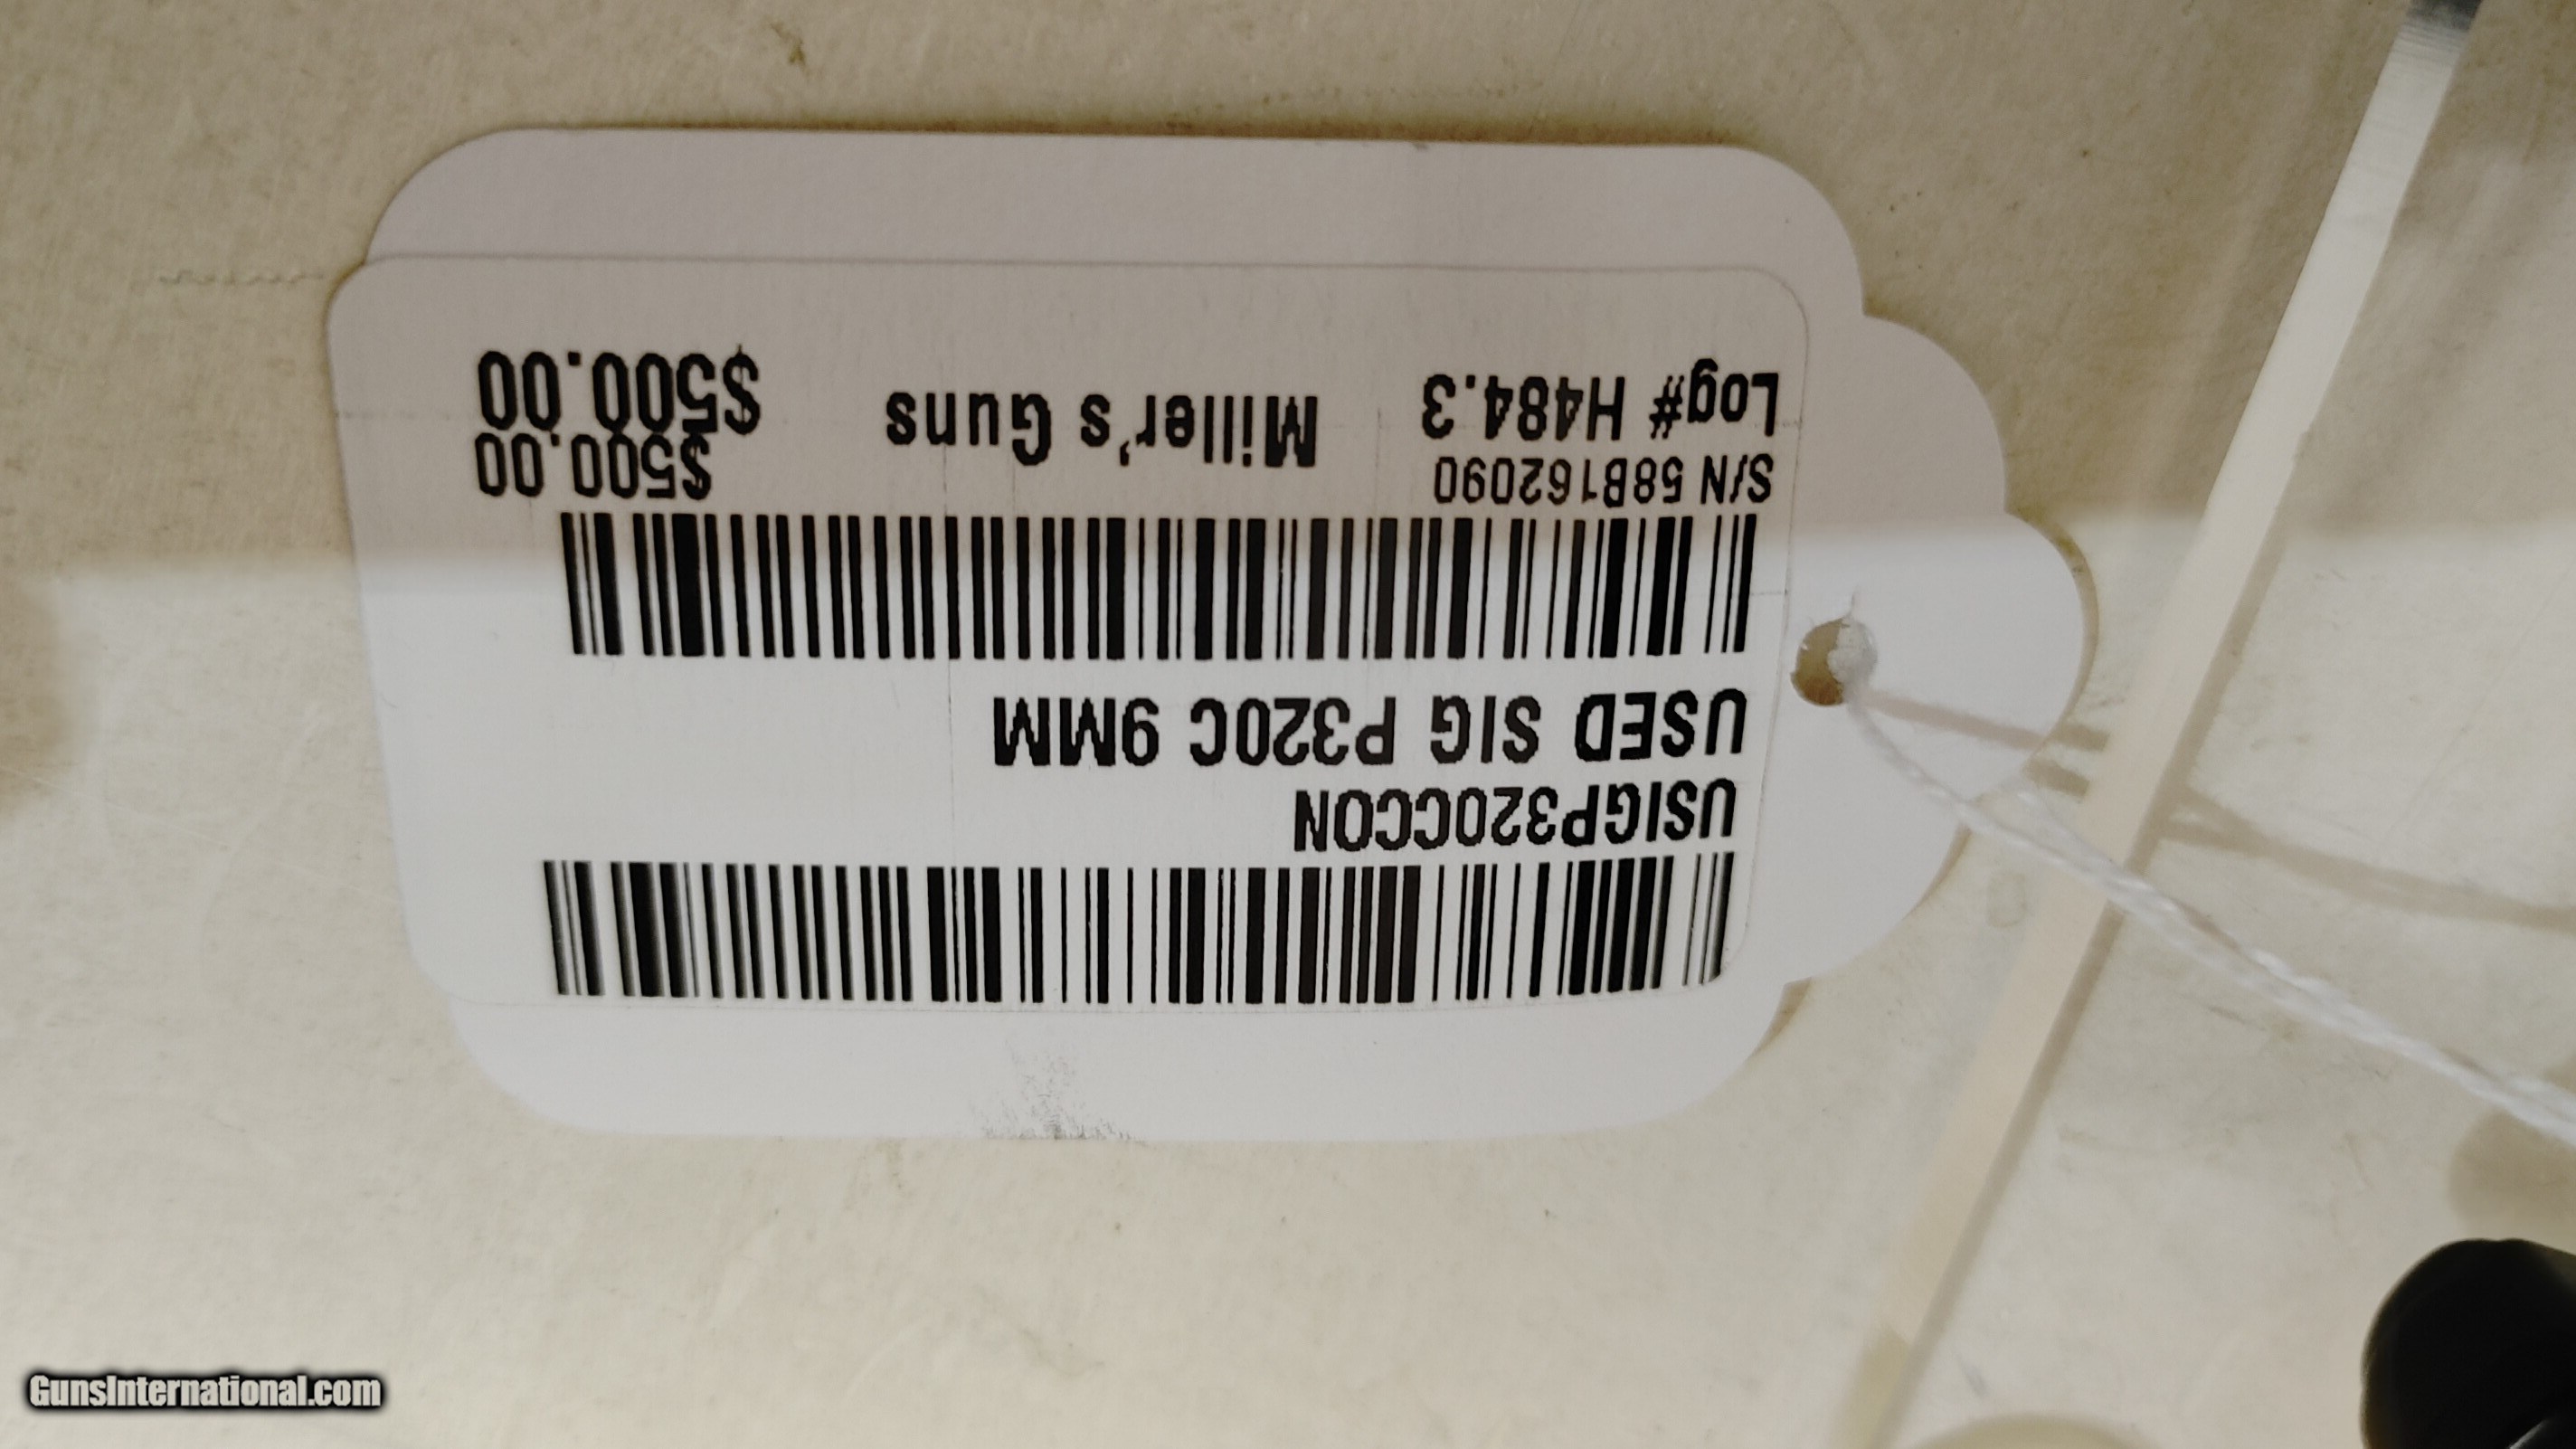 USIGP320CCON
USED SIG P320C 9MM
S/N 58B162090 $500.00
Log# H484.3 Miller's Guns $500.00
GunsInternational.com